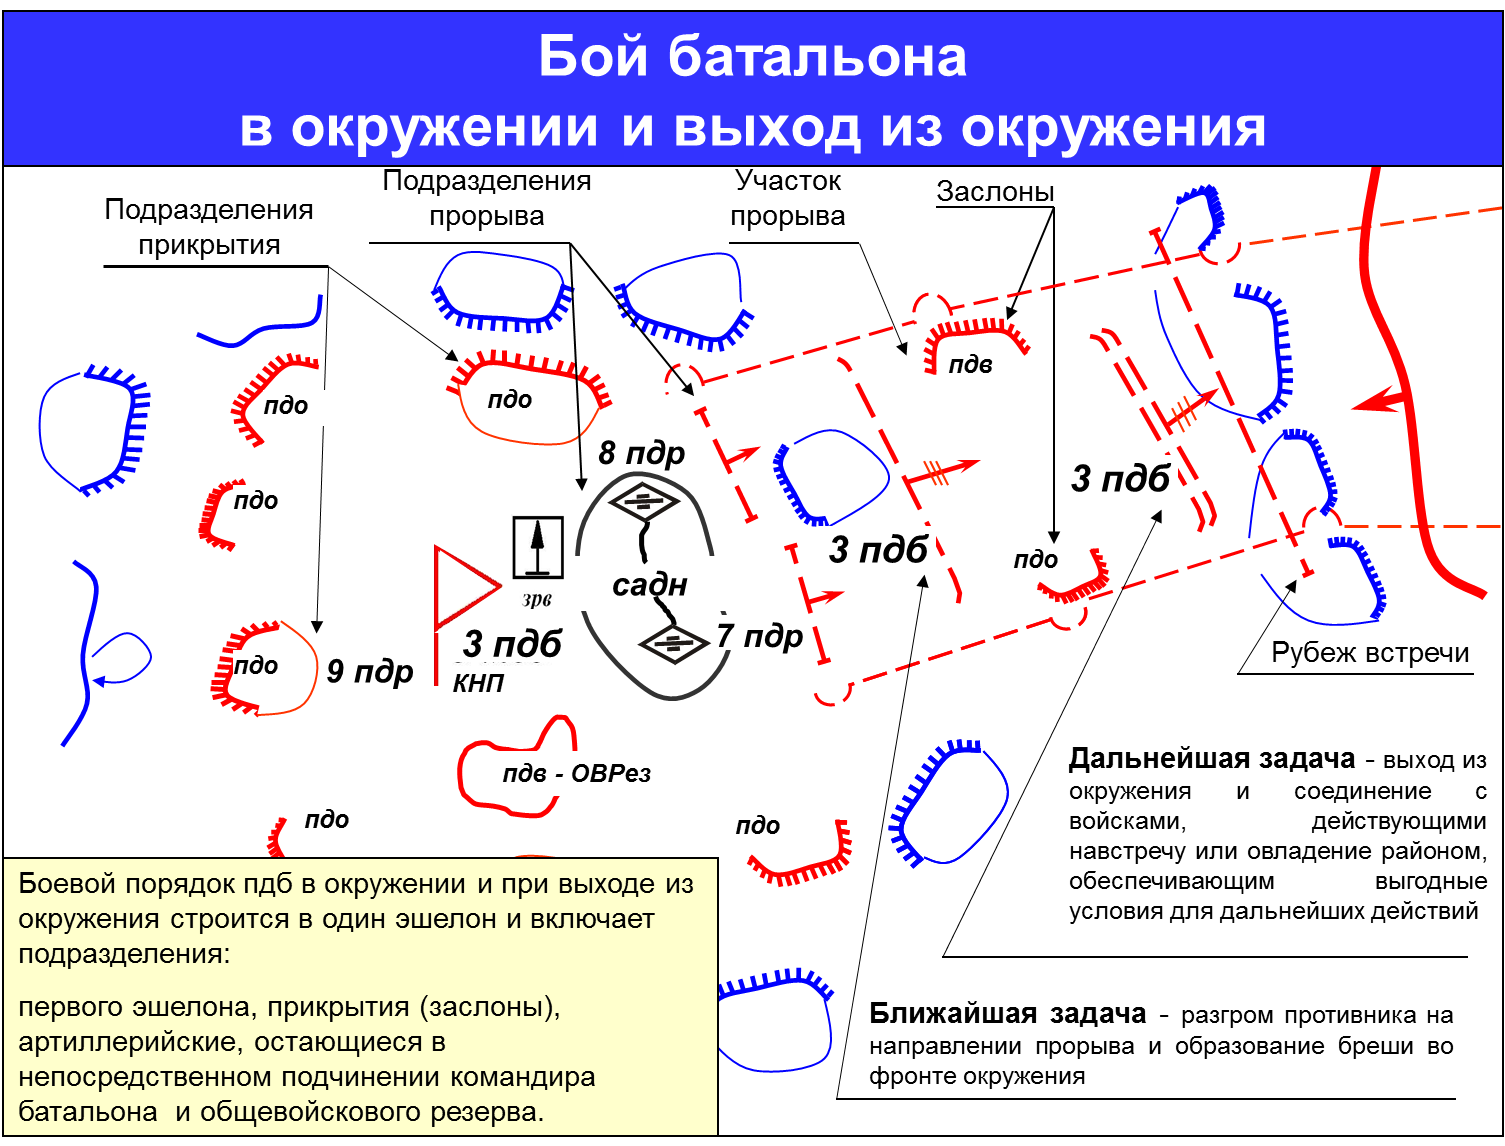 Бой батальона
в окружении и выход из окружения
Подразделения
прикрытия
Подразделения
прорыва
Участок
прорыва
Заслоны
пдо
пдо
пдв
пдо
8 пдр
3 пдб
садн
зрв
3 пдб
пдо
7 пдр
3 пдб
КНП
пдо
9 пдр
Рубеж встречи
пдв - ОВРез
пдо
пдо
Дальнейшая задача - выход из
окружения и соединение с
войсками, действующими
навстречу или овладение районом,
обеспечивающим выгодные
условия для дальнейших действий
Ближайшая задача - разгром противника на
направлении прорыва и образование бреши во
фронте окружения
Боевой порядок пдб в окружении и при выходе из
окружения строится в один эшелон и включает
подразделения:
первого эшелона, прикрытия (заслоны),
артиллерийские, остающиеся в
непосредственном подчинении командира
батальона и общевойскового резерва.